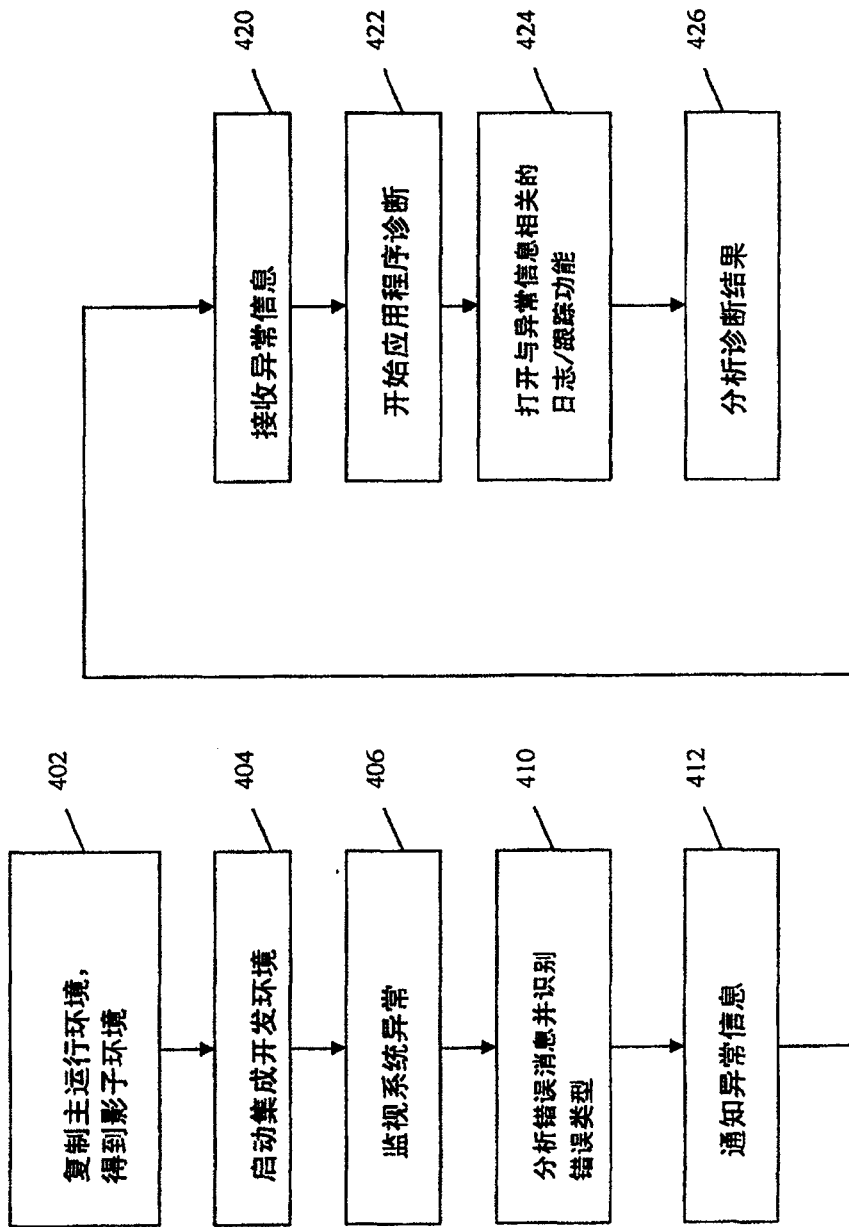 402
复制主运行环境，
得到影子环境
404
启动集成开发环境
406
监视系统异常
410
分析错误消息并识别
错误类型
412
通知异常信息
420
接收异常信息
422
开始应用程序诊断
424
打开与异常信息相关的
日志/跟踪功能
426
分析诊断结果